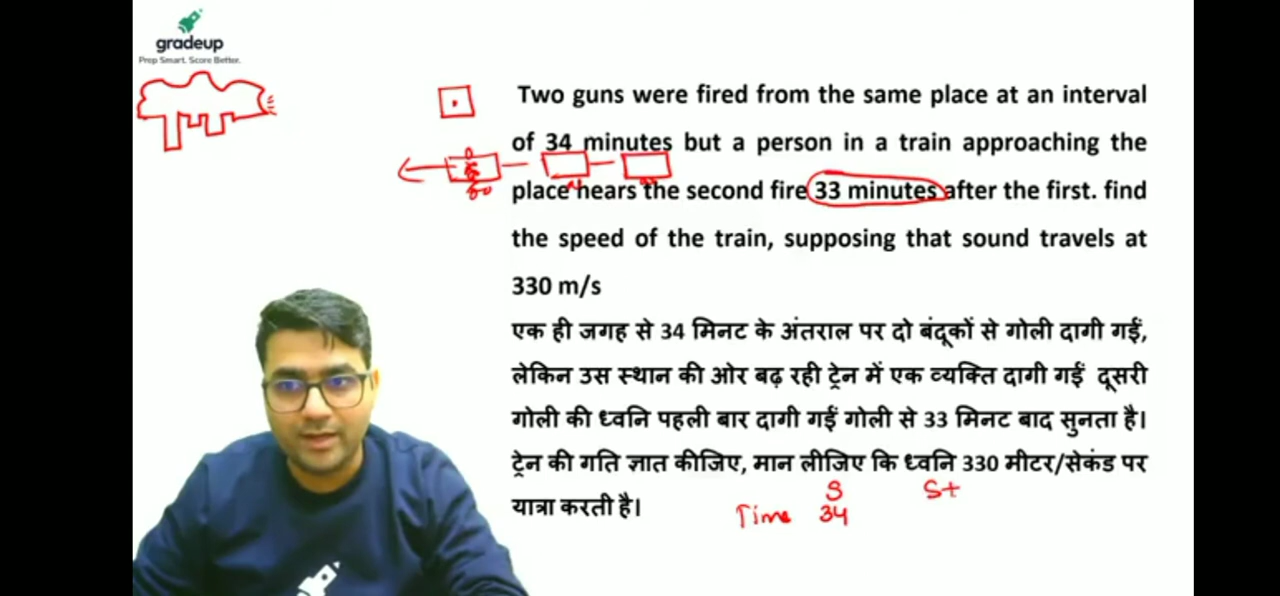 gradeup
Prep Smart. Score Better.
Two guns were fired from the same place at an interval
of 34 minutes but a person in a train approaching the
place hears the second fire 33 minutes after the first. find
the speed of the train, supposing that sound travels at
330 m/s
एक ही जगह से 34 मिनट के अंतराल पर दो बंदूकों से गोली दागी गईं,
लेकिन उस स्थान की ओर बढ़ रही ट्रेन में एक व्यक्ति दागी गईं दूसरी
गोली की ध्वनि पहली बार दागी गईं गोली से 33 मिनट बाद सुनता है।
ट्रेन की गति ज्ञात कीजिए, मान लीजिए कि ध्वनि 330 मीटर/सेकंड पर
यात्रा करती है।
S S+
Time 34